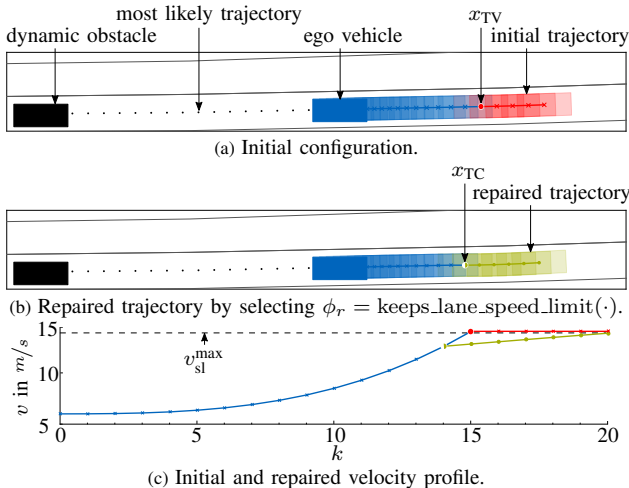 most likely trajectory
x_TV
dynamic obstacle
ego vehicle
initial trajectory
(a) Initial configuration.
x_TC
repaired trajectory
(b) Repaired trajectory by selecting ϕ_r = keeps_lane_speed_limit(·).
15
10
5
v in m/s
v_sl^max
0 5 10 15 20
k
(c) Initial and repaired velocity profile.